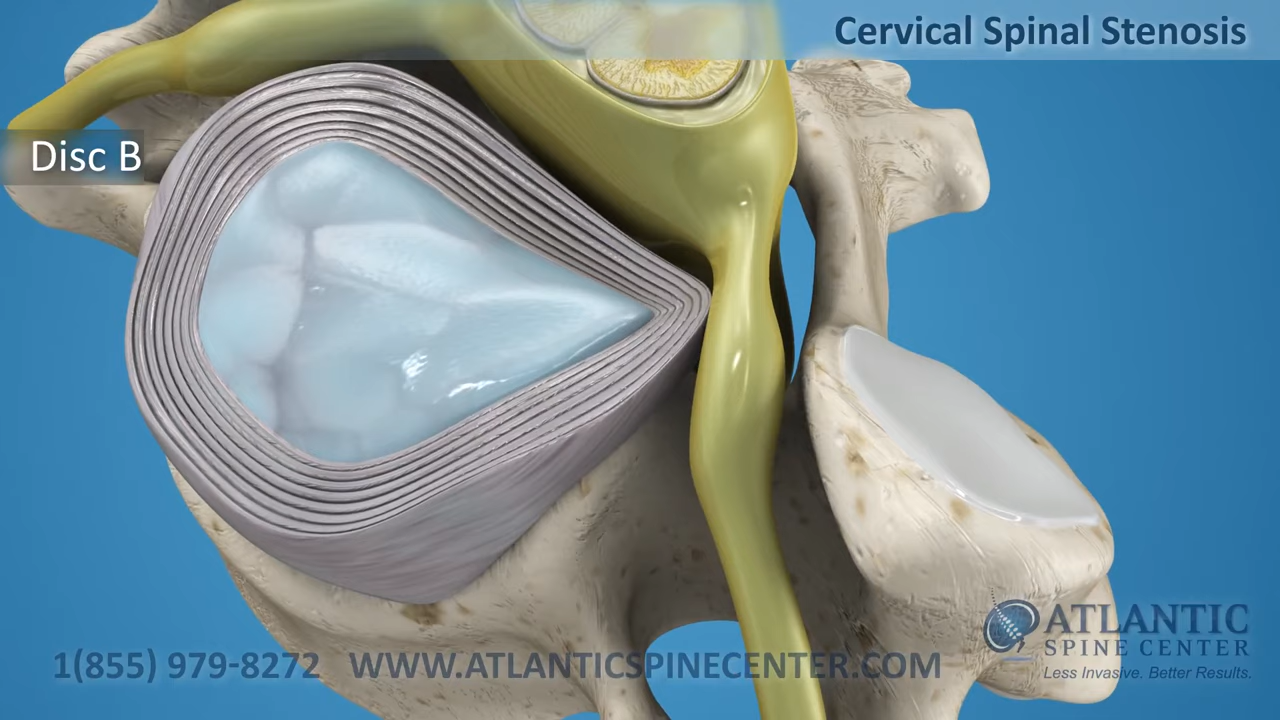 Cervical Spinal Stenosis
Disc B
ATLANTIC
SPINE CENTER
Less Invasive. Better Results.
1(855) 979-8272 WWW.ATLANTICSPINECENTER.COM